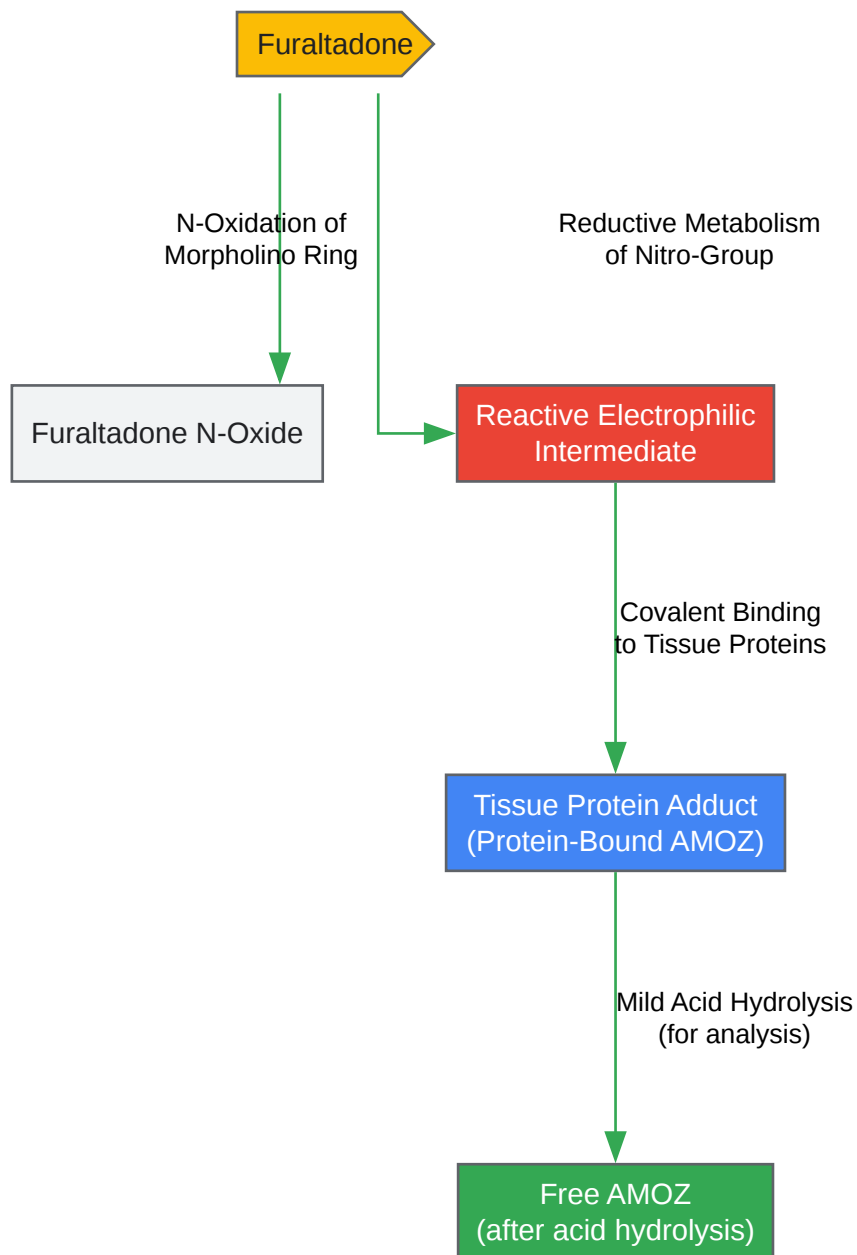 Furaltadone
N-Oxidation of
Morpholino Ring
Reductive Metabolism
of Nitro-Group
Furaltadone N-Oxide
Reactive Electrophilic
Intermediate
Covalent Binding
to Tissue Proteins
Tissue Protein Adduct
(Protein-Bound AMOZ)
Mild Acid Hydrolysis
(for analysis)
Free AMOZ
(after acid hydrolysis)